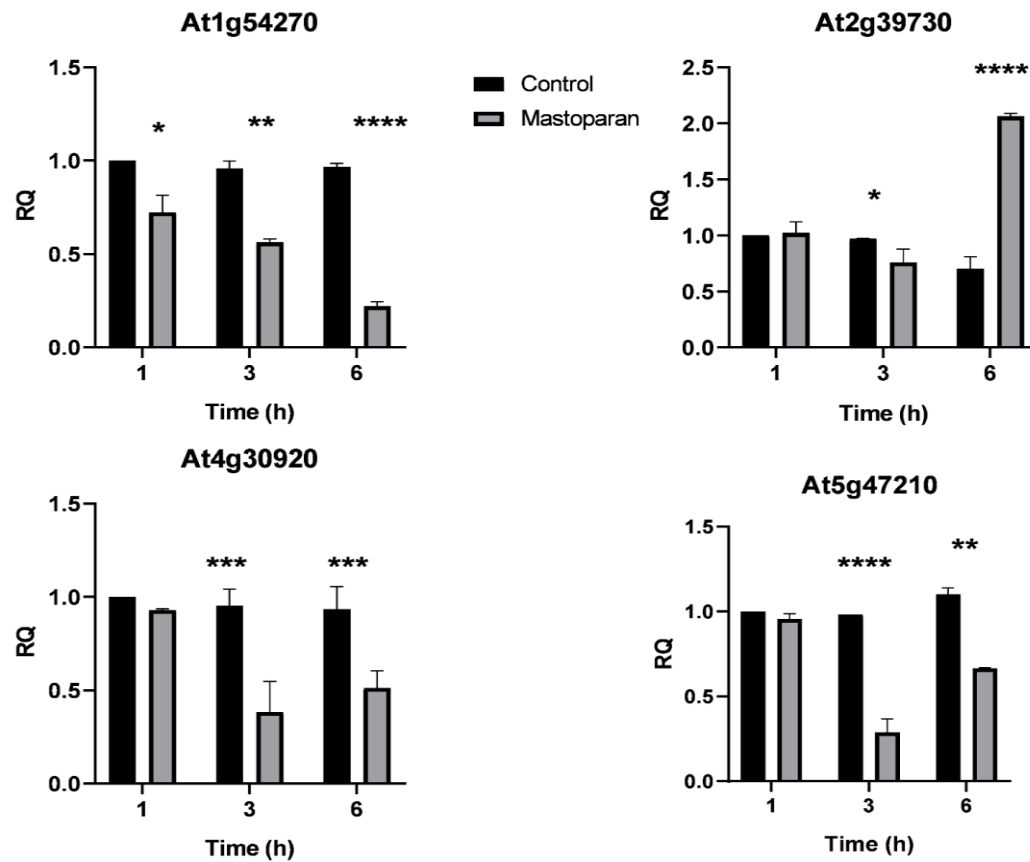 At1g54270
1.5
1.0
0.5
0.0
RQ
*
**
****
1
3
6
Time (h)
Control
Mastoparan
At2g39730
2.5
2.0
1.5
1.0
0.5
0.0
RQ
*
****
1
3
6
Time (h)
At4g30920
1.5
1.0
0.5
0.0
RQ
***
***
1
3
6
Time (h)
At5g47210
1.5
1.0
0.5
0.0
RQ
****
**
1
3
6
Time (h)